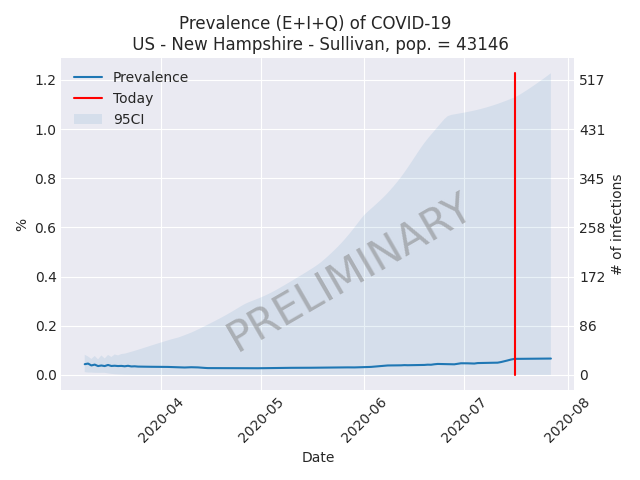 Prevalence (E+I+Q) of COVID-19
US - New Hampshire - Sullivan, pop. = 43146
Prevalence
Today
95CI
PRELIMINARY
%
1.2
1.0
0.8
0.6
0.4
0.2
0.0
517
431
345
258
172
86
0
# of infections
2020-04
2020-05
2020-06
2020-07
2020-08
Date